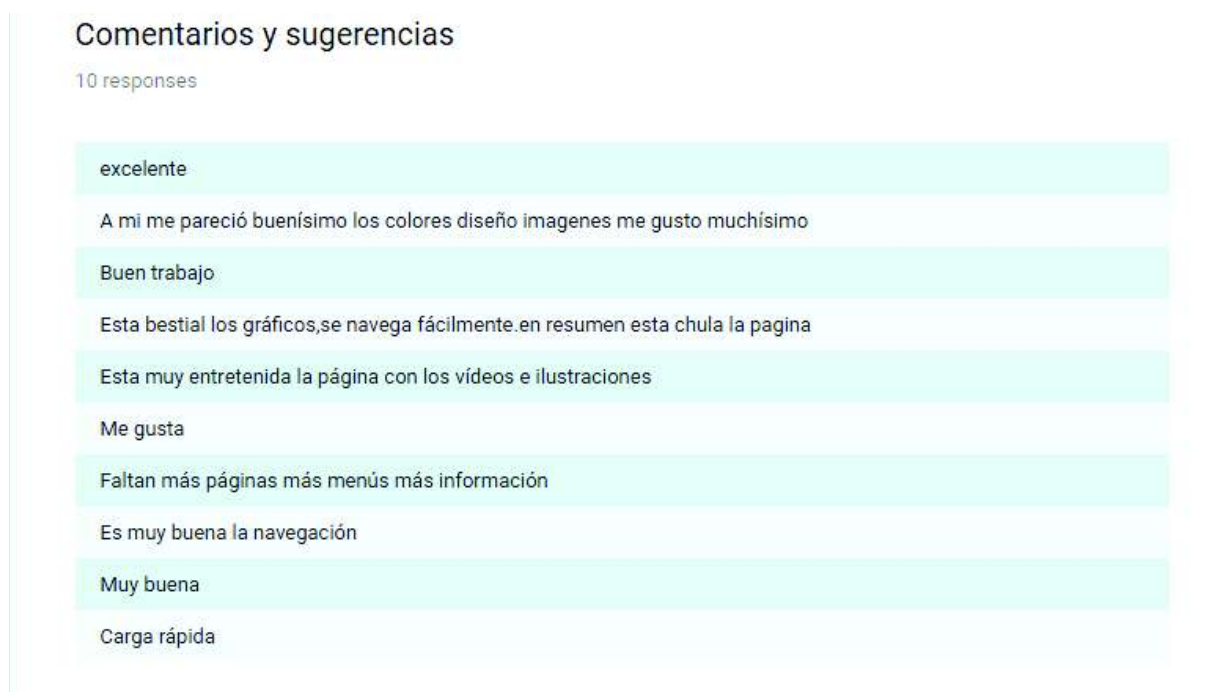 Comentarios y sugerencias
10 responses
excelente
A mi me pareció buenísimo los colores diseño imagenes me gusto muchísimo
Buen trabajo
Esta bestial los gráficos,se navega fácilmente.en resumen esta chula la pagina
Esta muy entretenida la página con los vídeos e ilustraciones
Me gusta
Faltan más páginas más menús más información
Es muy buena la navegación
Muy buena
Carga rápida